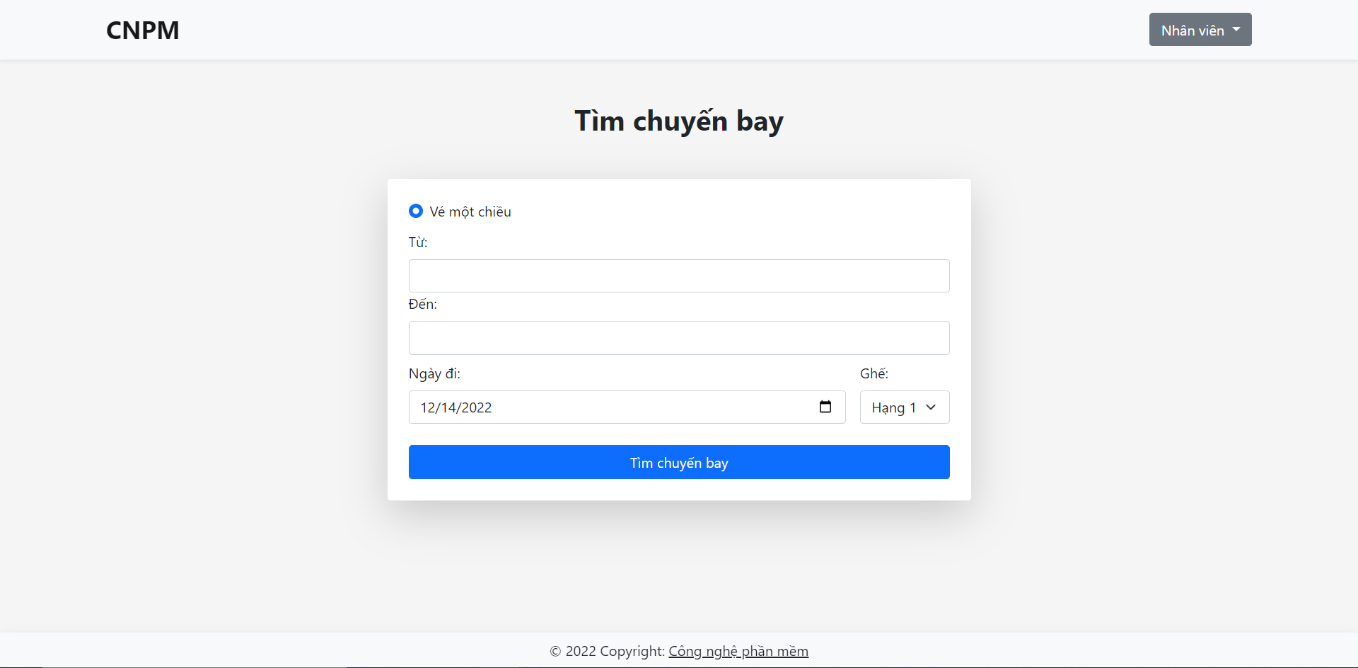 CNPM
Nhân viên
Tìm chuyến bay
Vé một chiều
Từ:
Đến:
Ngày đi:
Ghế:
12/14/2022
Hạng 1
Tìm chuyến bay
© 2022 Copyright: Công nghệ phần mềm